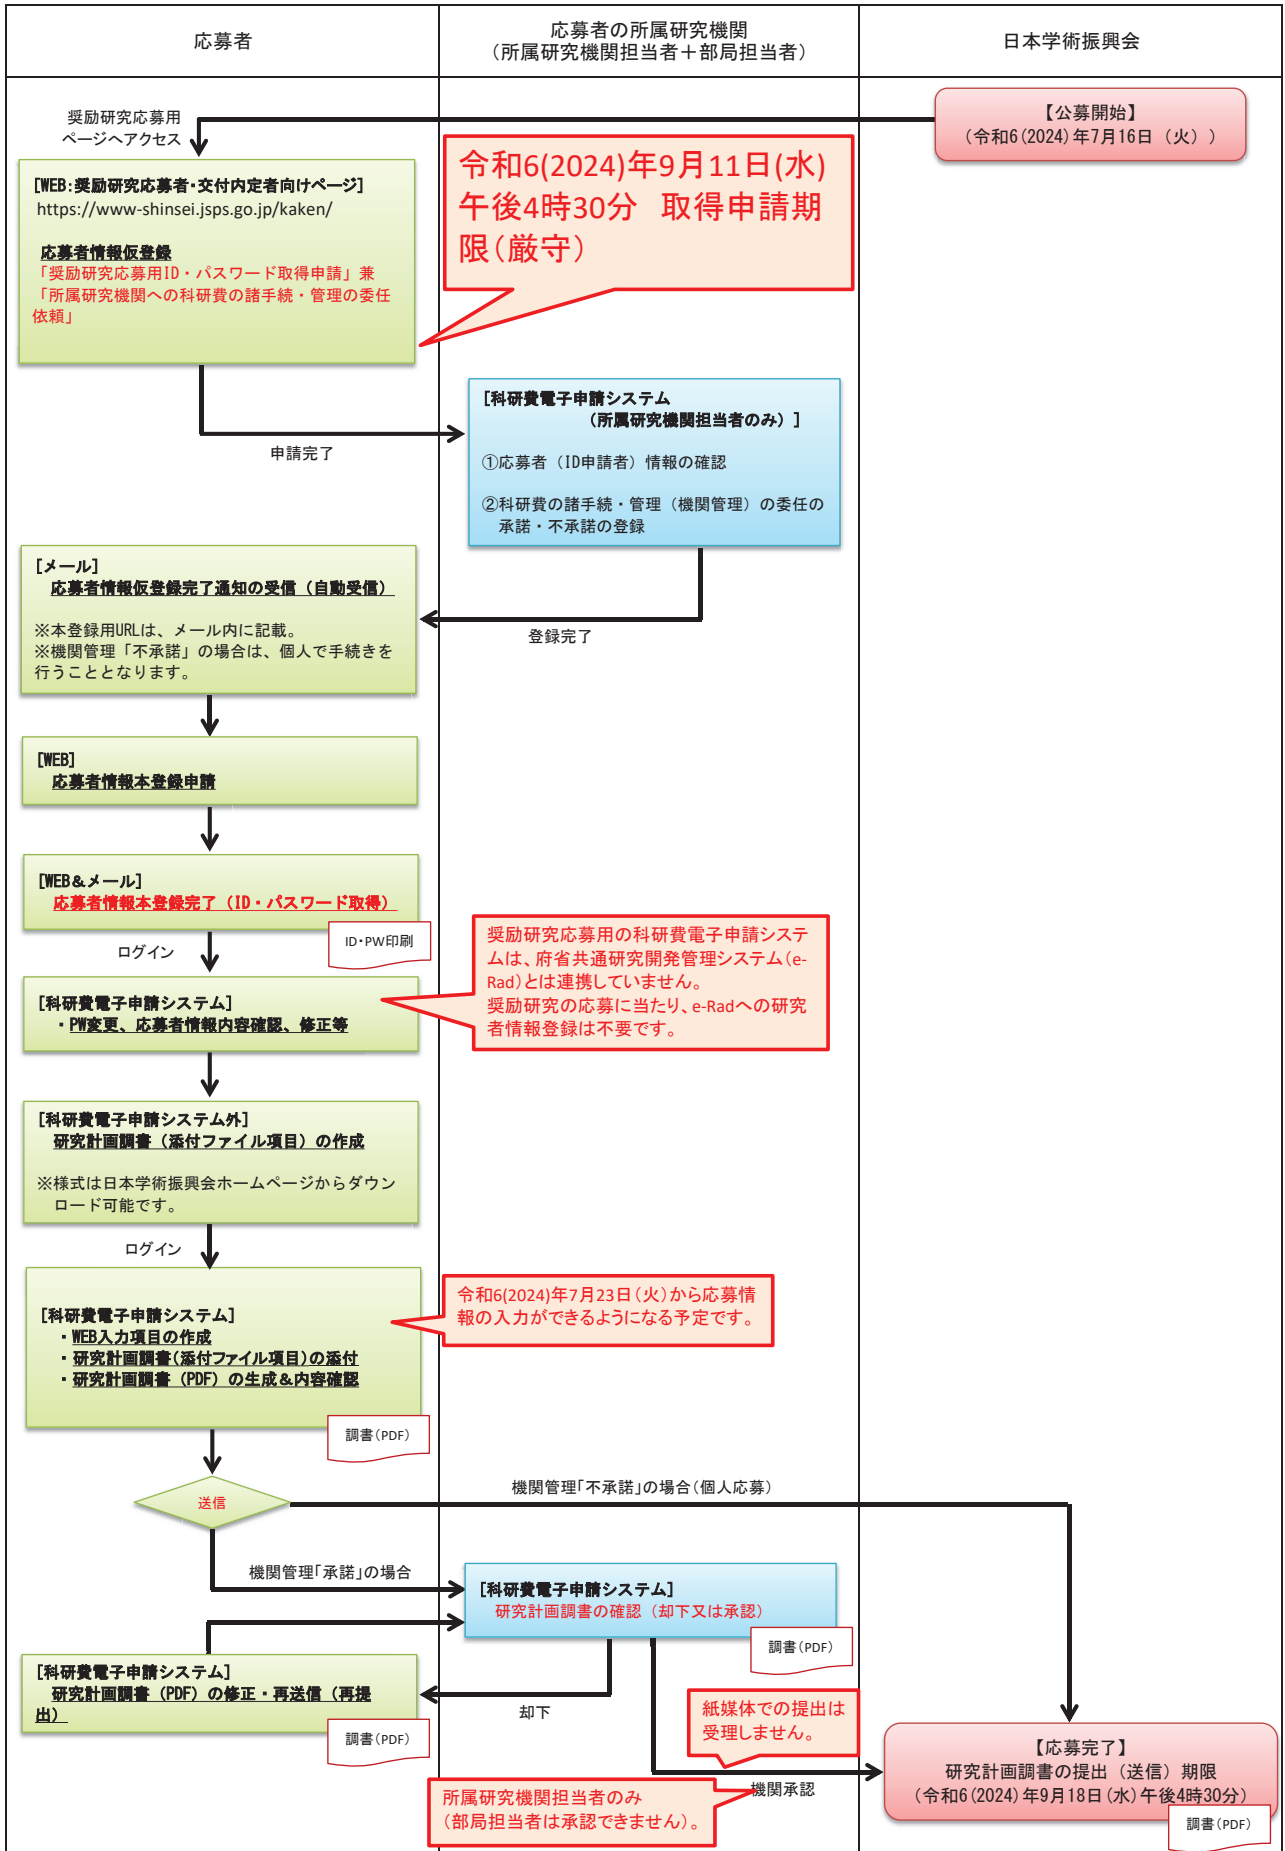 応募者
応募者の所属研究機関
（所属研究機関担当者＋部局担当者）
日本学術振興会
【公募開始】
（令和6(2024)年7月16日（火））
奨励研究応募用
ページへアクセス
令和6(2024)年9月11日(水)
午後4時30分　取得申請期
限（厳守）
[WEB:奨励研究応募者・交付内定者向けページ]
https://www-shinsei.jsps.go.jp/kaken/
応募者情報仮登録
「奨励研究応募用ID・パスワード取得申請」兼
「所属研究機関への科研費の諸手続・管理の委任
依頼」
申請完了
[科研費電子申請システム
（所属研究機関担当者のみ）]
①応募者（ID申請者）情報の確認
②科研費の諸手続・管理（機関管理）の委任の
承諾・不承諾の登録
登録完了
[メール]
応募者情報仮登録完了通知の受信（自動受信）
※本登録用URLは、メール内に記載。
※機関管理「不承諾」の場合は、個人で手続きを
行うこととなります。
[WEB]
応募者情報本登録申請
[WEB＆メール]
応募者情報本登録完了（ID・パスワード取得）
ID・PW印刷
ログイン
奨励研究応募用の科研費電子申請システ
ムは、府省共通研究開発管理システム（e-
Rad）とは連携していません。
奨励研究の応募に当たり、e-Radへの研究
者情報登録は不要です。
[科研費電子申請システム]
・PW変更、応募者情報内容確認、修正等
[科研費電子申請システム外]
研究計画調書（添付ファイル項目）の作成
※様式は日本学術振興会ホームページからダウン
ロード可能です。
ログイン
令和6(2024)年7月23日（火）から応募情
報の入力ができるようになる予定です。
[科研費電子申請システム]
・WEB入力項目の作成
・研究計画調書(添付ファイル項目)の添付
・研究計画調書（PDF）の生成＆内容確認
調書（PDF）
送信
機関管理「不承諾」の場合（個人応募）
機関管理「承諾」の場合
[科研費電子申請システム]
研究計画調書の確認（却下又は承認）
調書（PDF）
[科研費電子申請システム]
研究計画調書（PDF）の修正・再送信（再提
出）
調書（PDF）
却下
紙媒体での提出は
受理しません。
機関承認
所属研究機関担当者のみ
（部局担当者は承認できません）。
【応募完了】
研究計画調書の提出（送信）期限
（令和6(2024)年9月18日(水)午後4時30分）
調書（PDF）